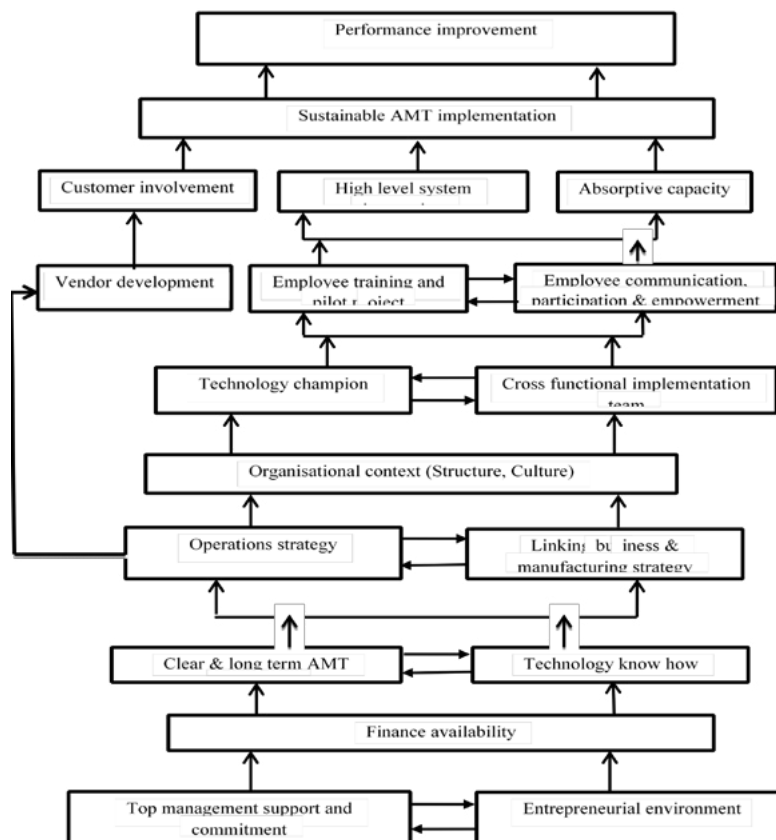 Performance improvement
Sustainable AMT implementation
Customer involvement
High level system
Absorptive capacity
Vendor development
Employee training and
Employee communication,
participation & empowerment
Technology champion
Cross functional implementation
team
Organisational context (Structure, Culture)
Operations strategy
&
manufacturing strategy
Clear & long term AMT
Technology know how
Finance availability
Top management support and
commitment
Entrepreneurial environment